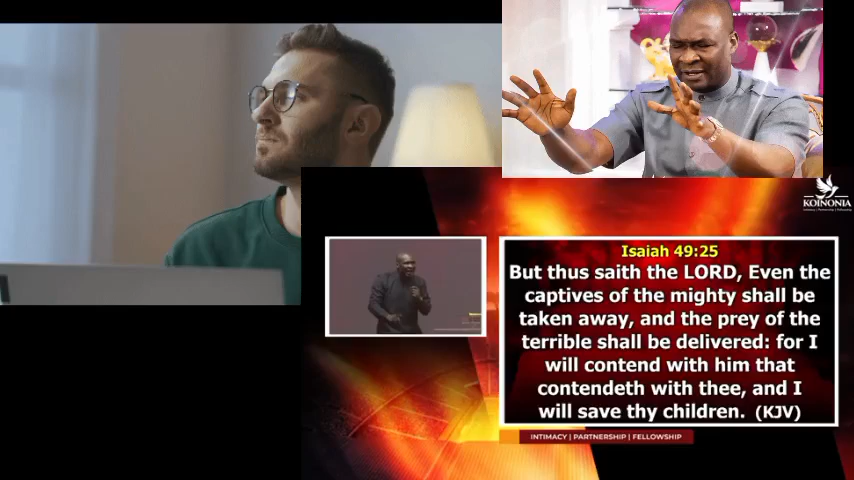 KOINONIA
Isaiah 49:25
But thus saith the LORD, Even the
captives of the mighty shall be
taken away, and the prey of the
terrible shall be delivered: for I
will contend with him that
contendeth with thee, and I
will save thy children. (KJV)
INTIMACY | PARTNERSHIP | FELLOWSHIP